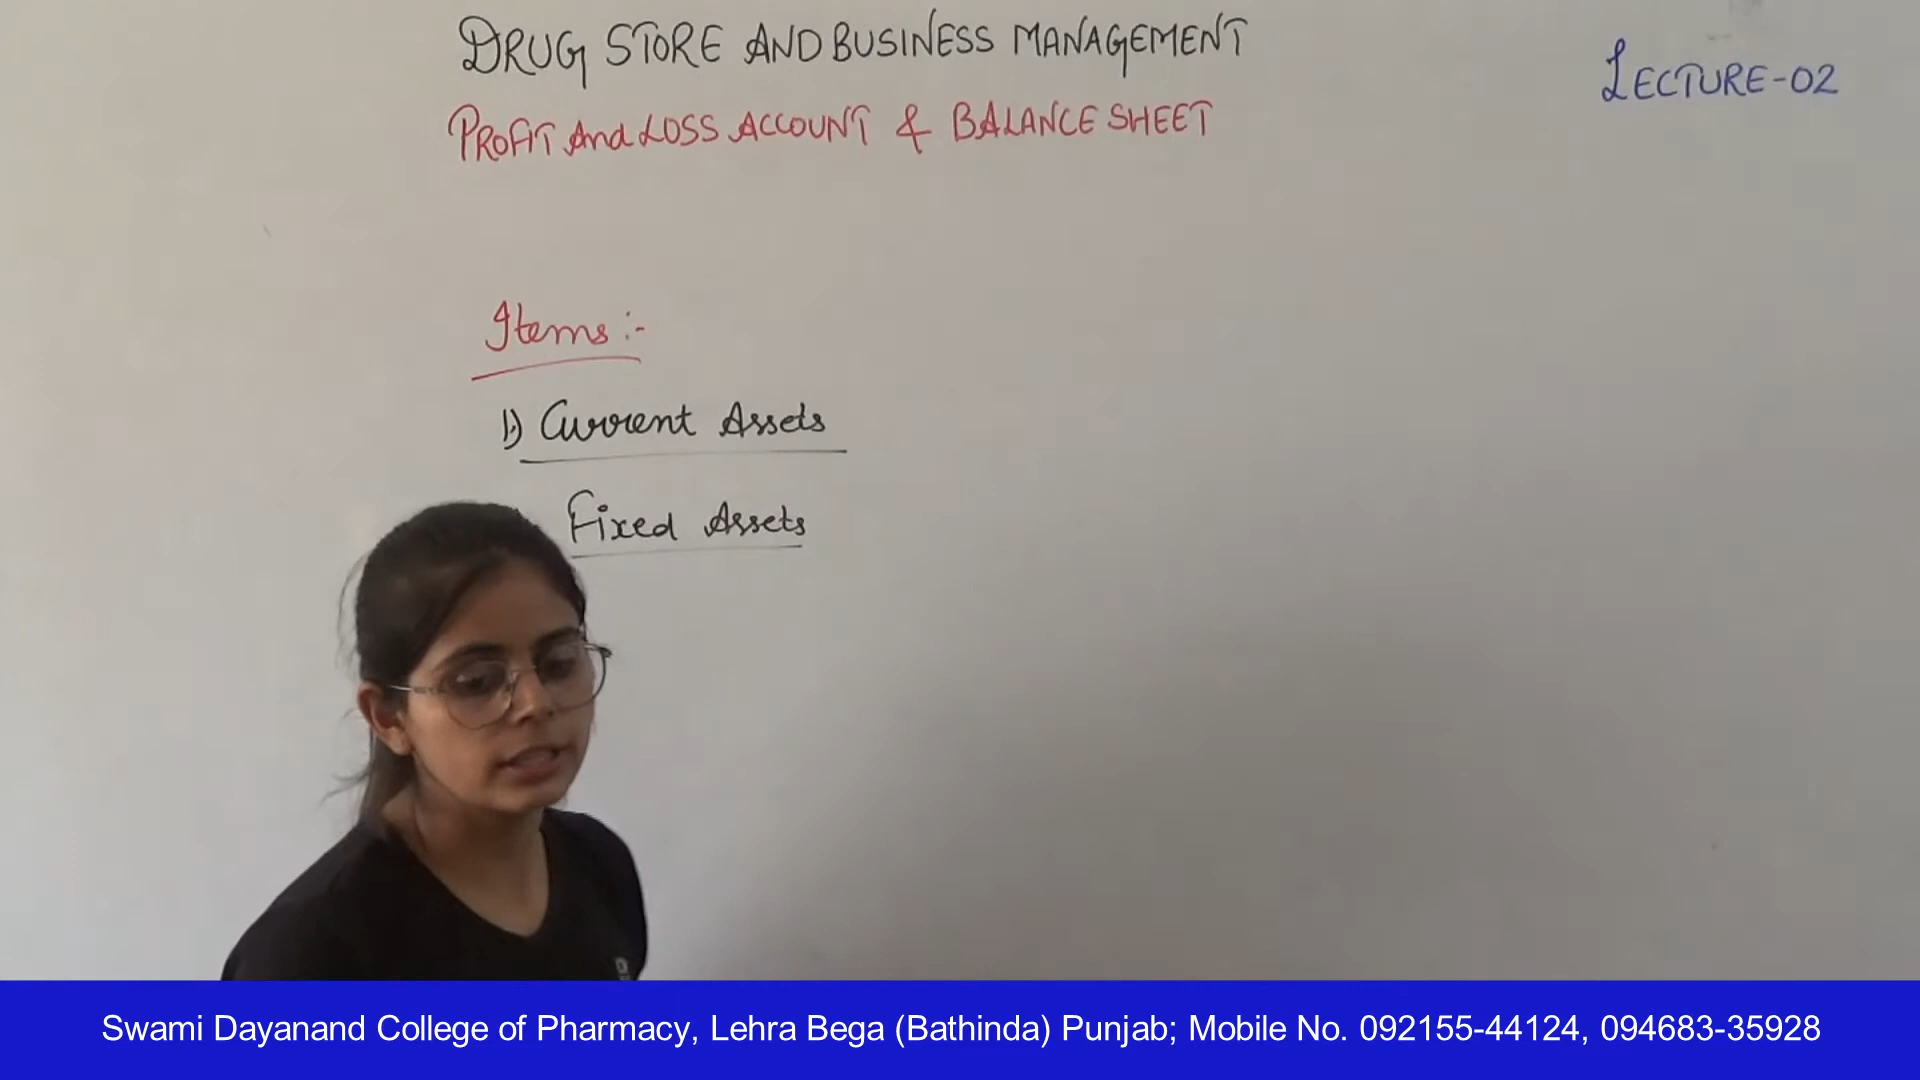 DRUG STORE AND BUSINESS MANAGEMENT
LECTURE-02
PROFIT And LOSS ACCOUNT & BALANCE SHEET
Items :-
1.) Current Assets
Fixed Assets
Swami Dayanand College of Pharmacy, Lehra Bega (Bathinda) Punjab; Mobile No. 092155-44124, 094683-35928